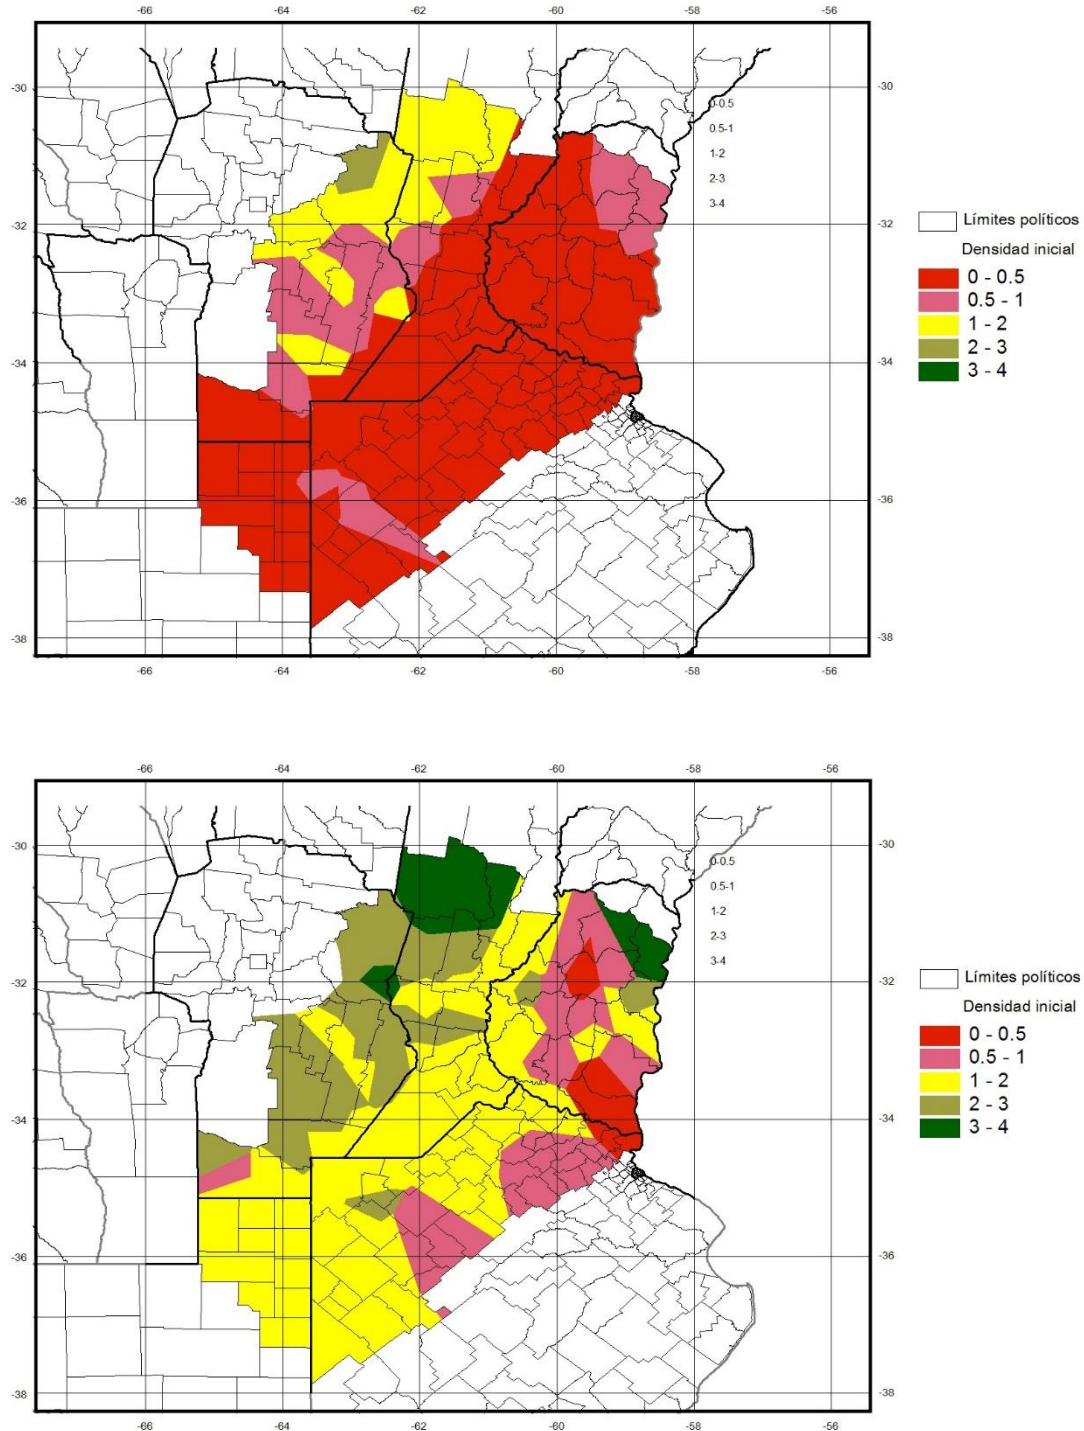 -66 -64 -62 -60 -58 -56
-30 -30
0-0.5
0.5-1
1-2
2-3
3-4
-32 -32
Límites políticos
Densidad inicial
0 - 0.5
0.5 - 1
1 - 2
2 - 3
3 - 4
-34 -34
-36 -36
-38 -38
-66 -64 -62 -60 -58 -56
-66 -64 -62 -60 -58 -56
-30 -30
0-0.5
0.5-1
1-2
2-3
3-4
-32 -32
Límites políticos
Densidad inicial
0 - 0.5
0.5 - 1
1 - 2
2 - 3
3 - 4
-34 -34
-36 -36
-38 -38
-66 -64 -62 -60 -58 -56